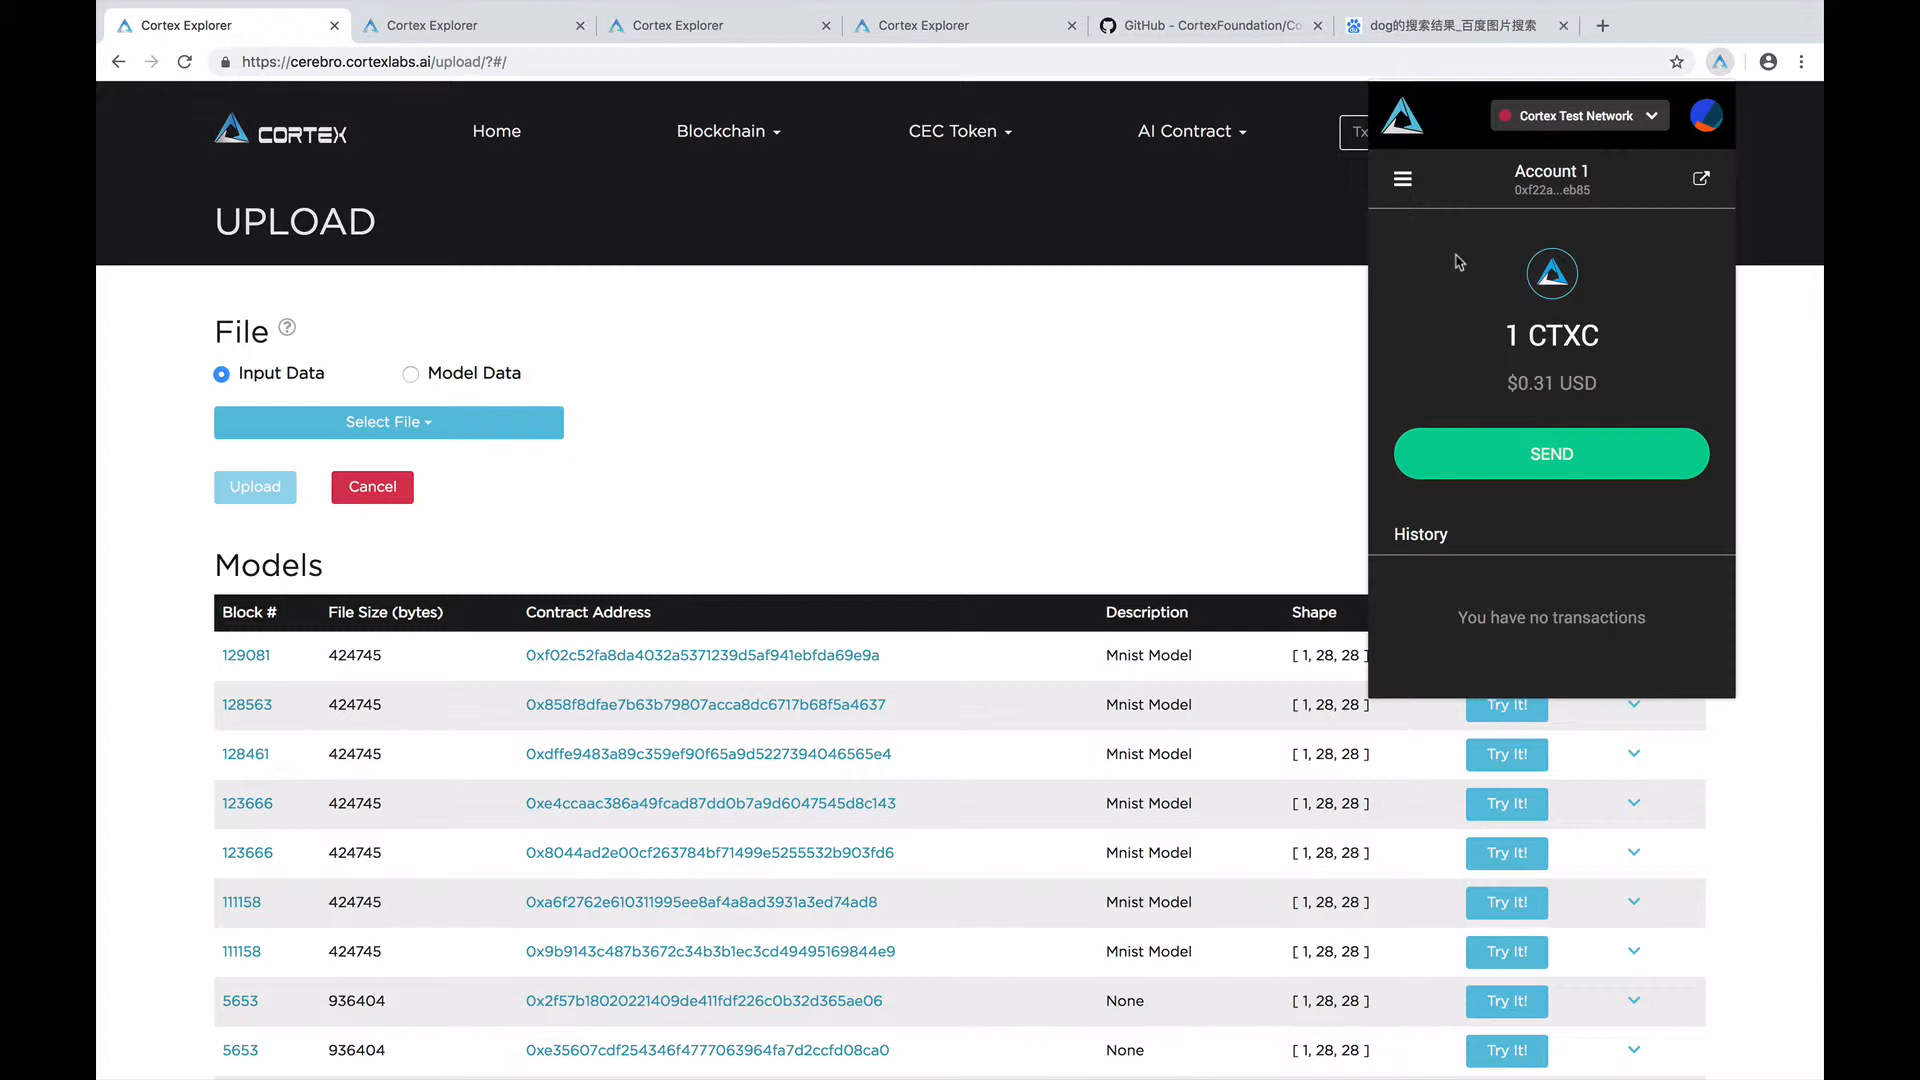 Cortex Explorer
Cortex Explorer
Cortex Explorer
Cortex Explorer
GitHub - CortexFoundation/Co
dog的搜索结果_百度图片搜索
https://cerebro.cortexlabs.ai/upload/?#/
CORTEX
Home
Blockchain
CEC Token
AI Contract
Tx
UPLOAD
Cortex Test Network
Account 1
0xf22a...eb85
1 CTXC
$0.31 USD
SEND
History
You have no transactions
File ?
Input Data
Model Data
Select File
Upload
Cancel
Models
Block # File Size (bytes) Contract Address Description Shape
129081 424745 0xf02c52fa8da4032a5371239d5af941ebfda69e9a Mnist Model [ 1, 28, 28 ]
128563 424745 0x858f8dfae7b63b79807acca8dc6717b68f5a4637 Mnist Model [ 1, 28, 28 ] Try It!
128461 424745 0xdffe9483a89c359ef90f65a9d5227394046565e4 Mnist Model [ 1, 28, 28 ] Try It!
123666 424745 0xe4ccaac386a49fcad87dd0b7a9d6047545d8c143 Mnist Model [ 1, 28, 28 ] Try It!
123666 424745 0x8044ad2e00cf263784bf71499e5255532b903fd6 Mnist Model [ 1, 28, 28 ] Try It!
111158 424745 0xa6f2762e610311995ee8af4a8ad3931a3ed74ad8 Mnist Model [ 1, 28, 28 ] Try It!
111158 424745 0x9b9143c487b3672c34b3b1ec3cd49495169844e9 Mnist Model [ 1, 28, 28 ] Try It!
5653 936404 0x2f57b18020221409de411fdf226c0b32d365ae06 None [ 1, 28, 28 ] Try It!
5653 936404 0xe35607cdf254346f4777063964fa7d2ccfd08ca0 None [ 1, 28, 28 ] Try It!